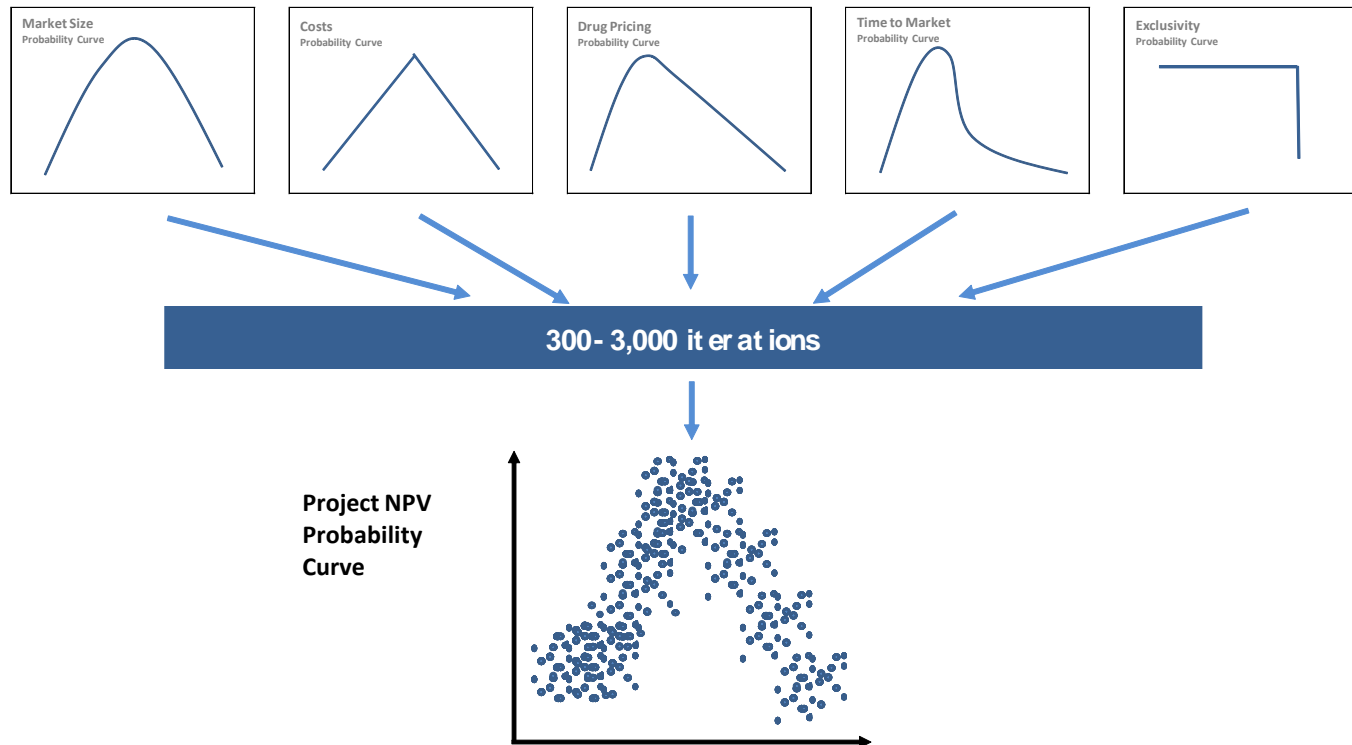 Market Size
Probability Curve
Costs
Probability Curve
Drug Pricing
Probability Curve
Time to Market
Probability Curve
Exclusivity
Probability Curve
300- 3,000 it er at ions
Project NPV
Probability
Curve